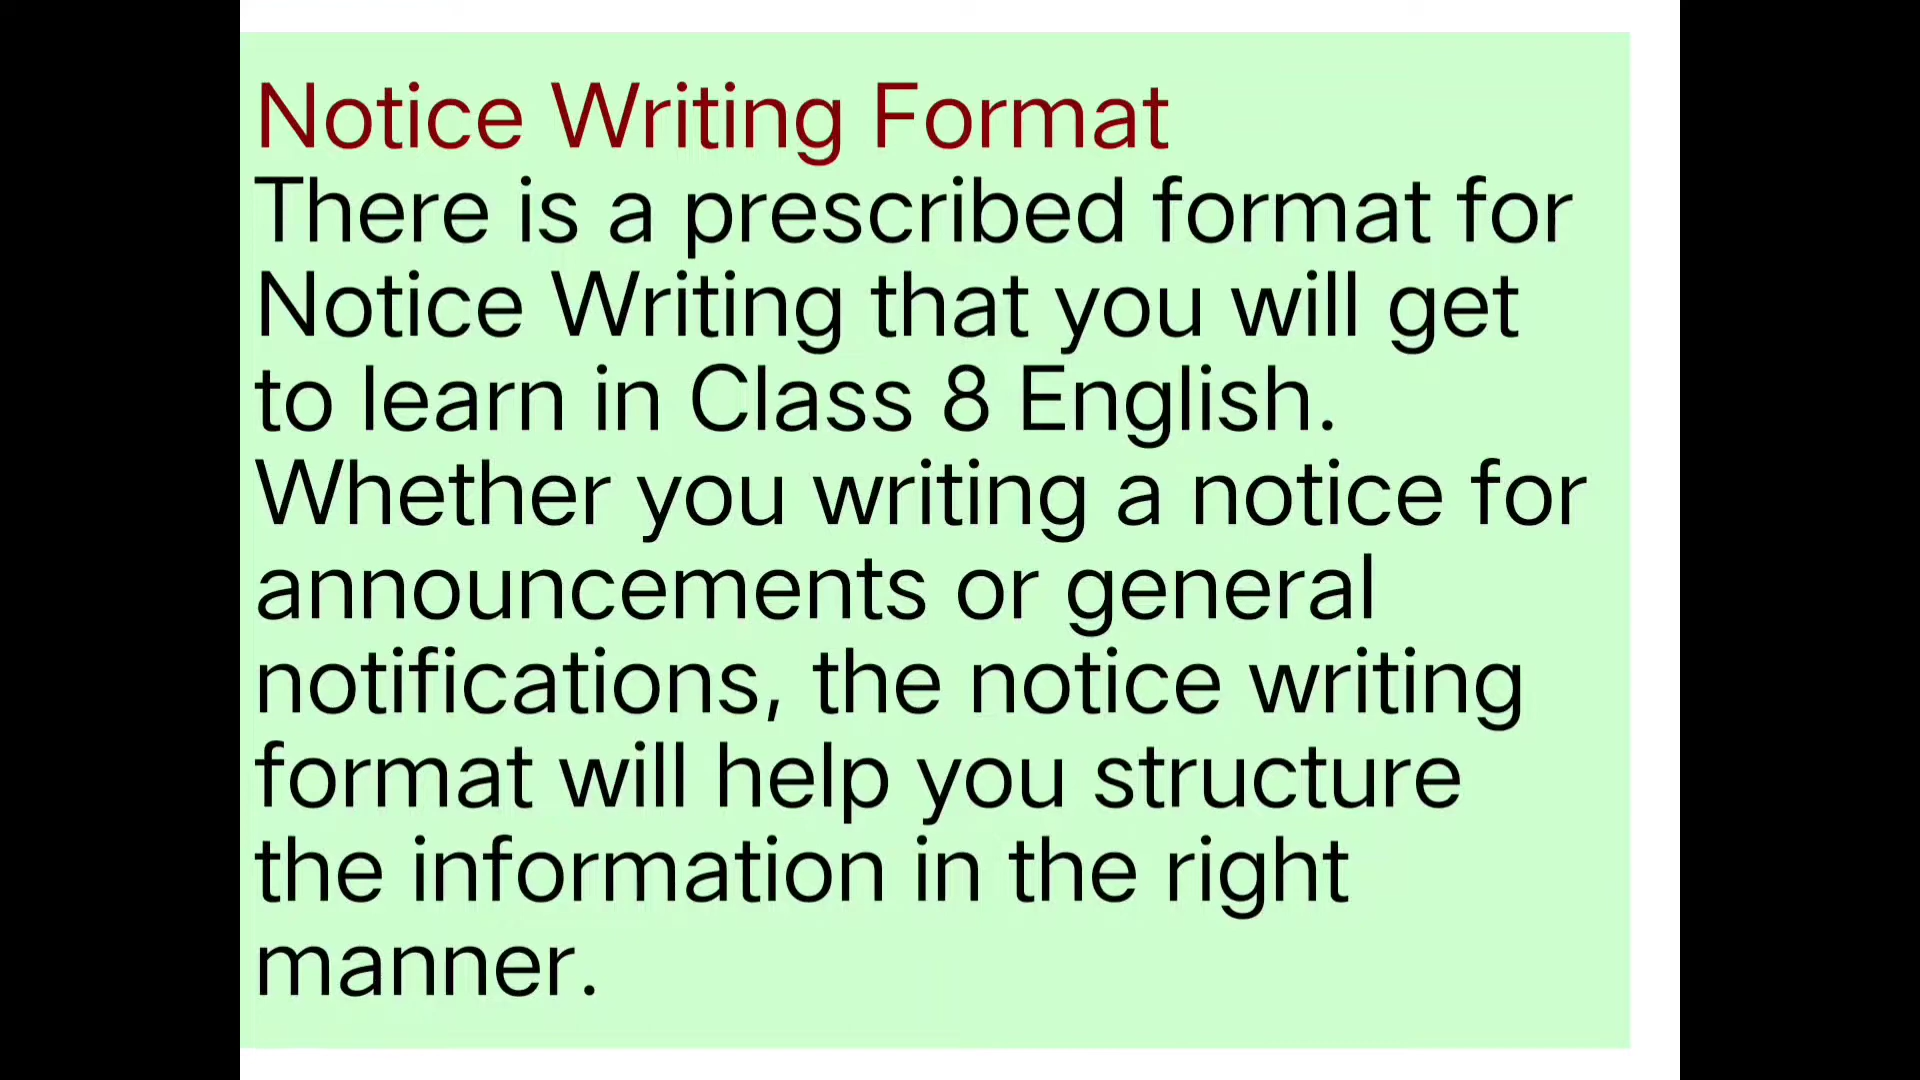 Notice Writing Format
There is a prescribed format for
Notice Writing that you will get
to learn in Class 8 English.
Whether you writing a notice for
announcements or general
notifications, the notice writing
format will help you structure
the information in the right
manner.